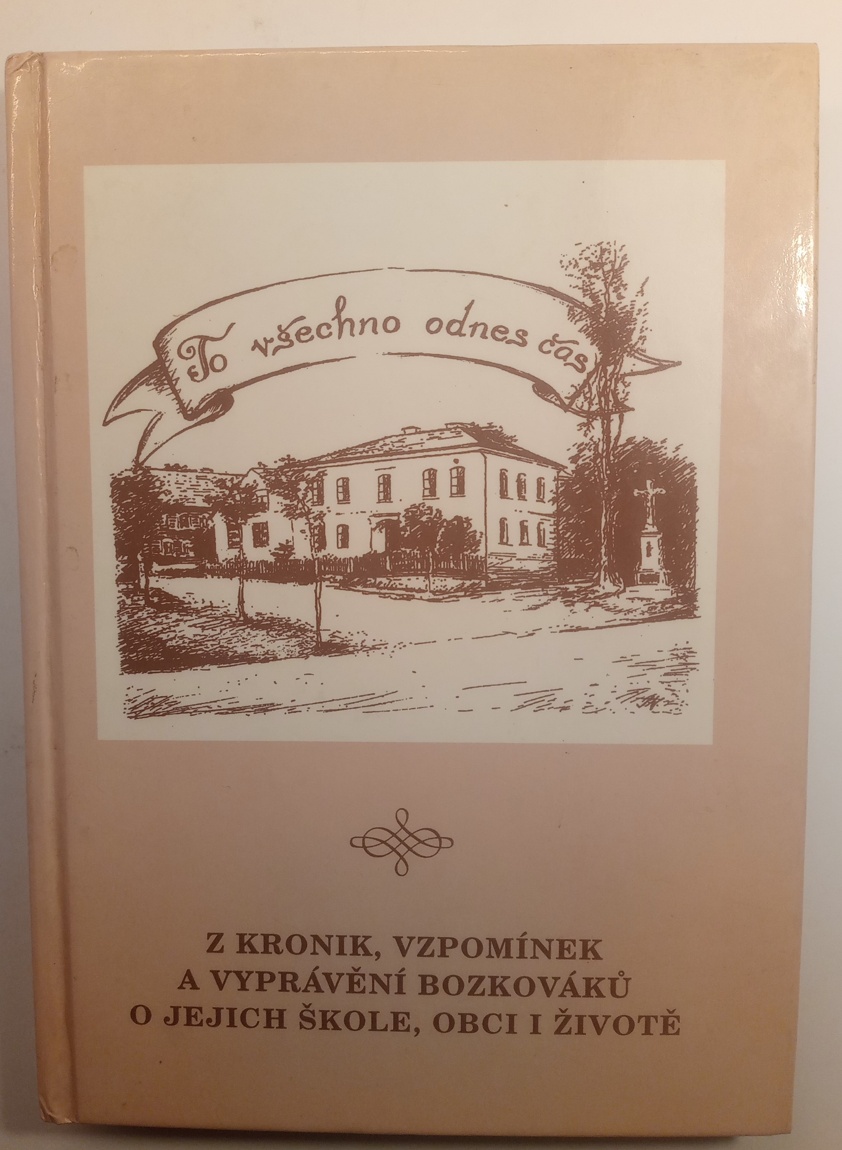 To všechno odnes čas
Z KRONIK, VZPOMÍNEK
A VYPRÁVĚNÍ BOZKOVÁKŮ
O JEJICH ŠKOLE, OBCI I ŽIVOTĚ